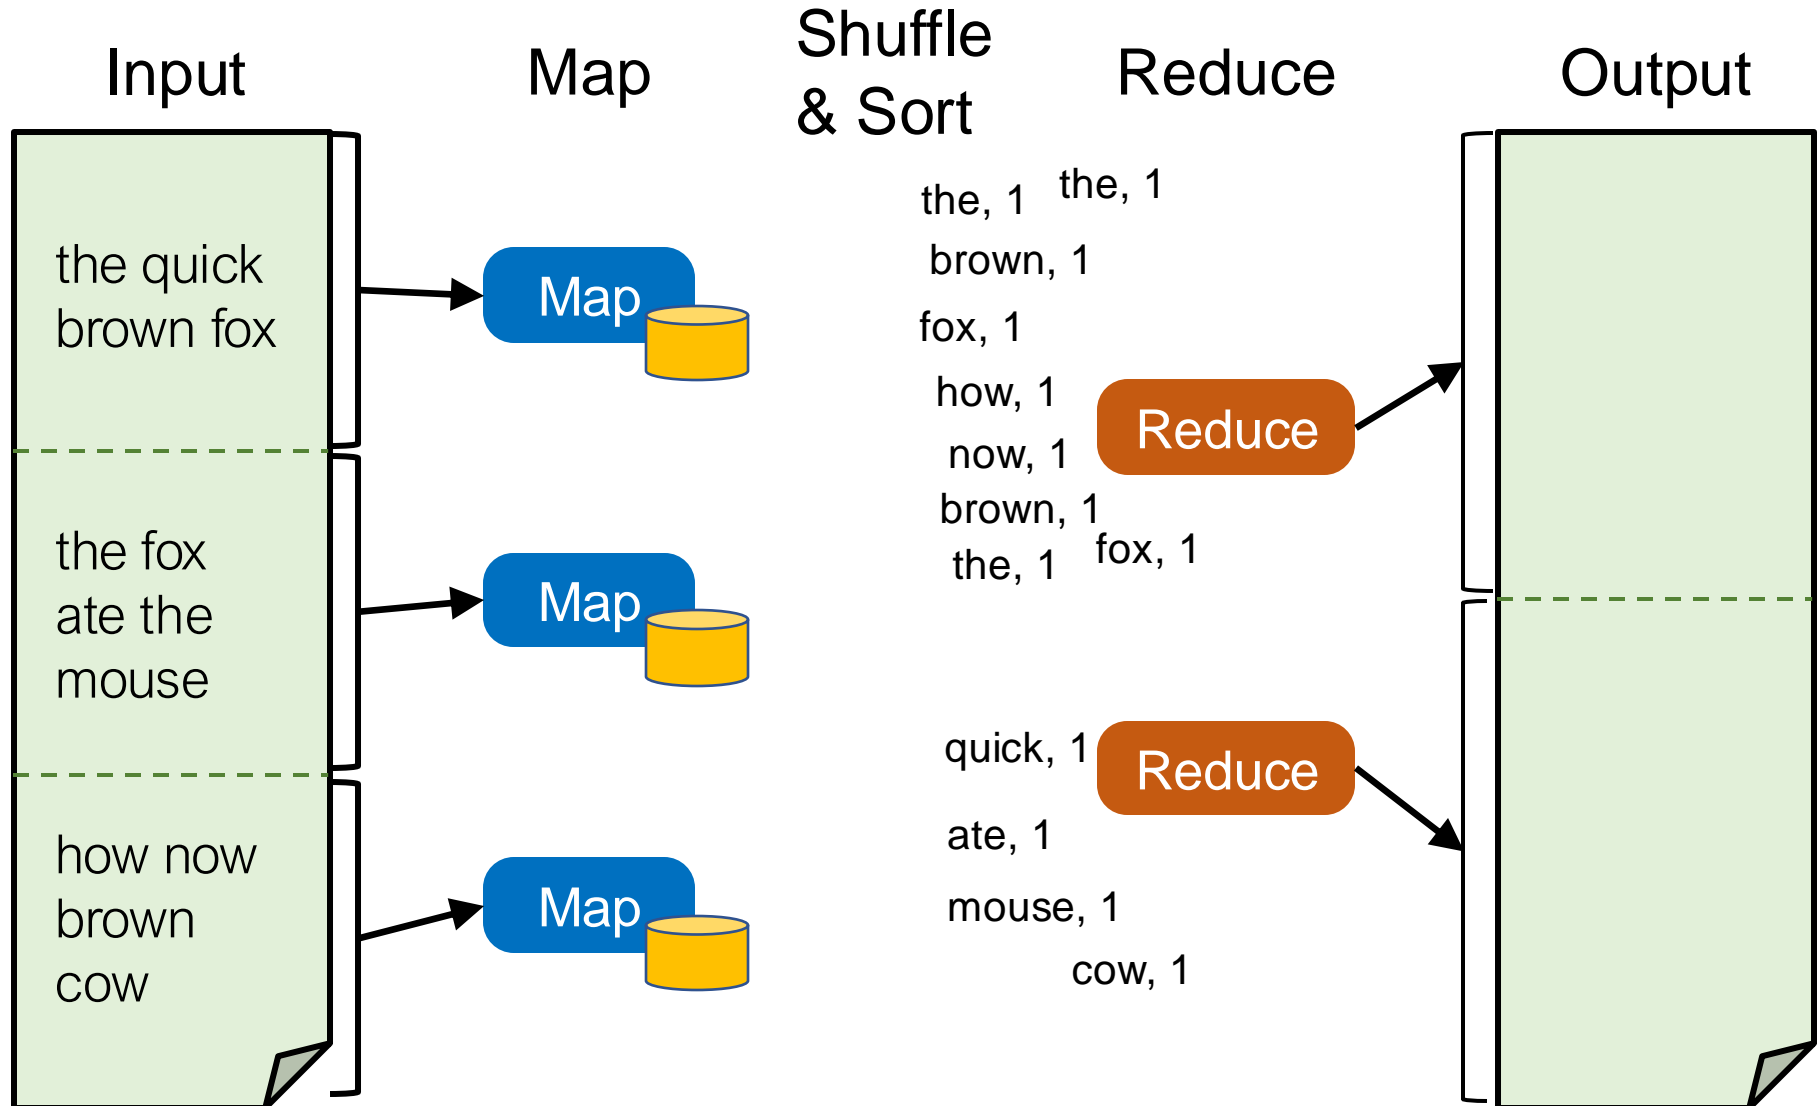 Input
Map
Shuffle
& Sort
Reduce
Output
the quick
brown fox
the fox
ate the
mouse
how now
brown
cow
Map
Map
Map
the, 1
the, 1
brown, 1
fox, 1
how, 1
now, 1
brown, 1
the, 1
fox, 1
Reduce
quick, 1
ate, 1
mouse, 1
cow, 1
Reduce